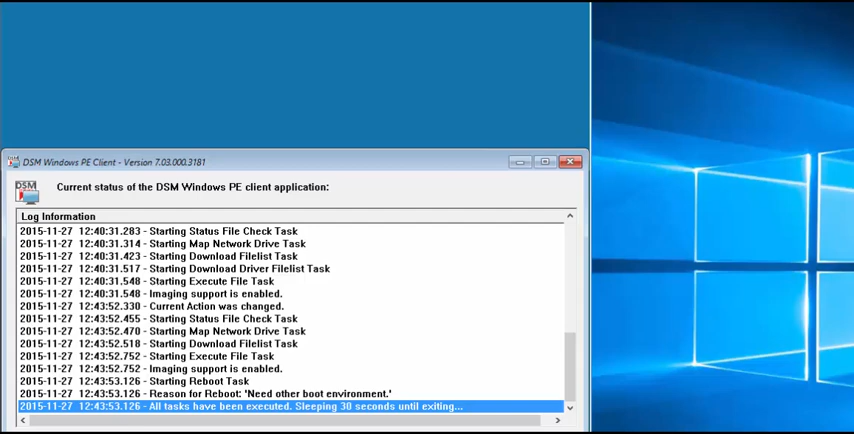 DSM Windows PE Client - Version 7.03.000.3181
DSM
Current status of the DSM Windows PE client application:
Log Information
2015-11-27 12:40:31.283 - Starting Status File Check Task
2015-11-27 12:40:31.314 - Starting Map Network Drive Task
2015-11-27 12:40:31.423 - Starting Download Filelist Task
2015-11-27 12:40:31.517 - Starting Download Driver Filelist Task
2015-11-27 12:40:31.548 - Starting Execute File Task
2015-11-27 12:40:31.548 - Imaging support is enabled.
2015-11-27 12:43:52.330 - Current Action was changed.
2015-11-27 12:43:52.455 - Starting Status File Check Task
2015-11-27 12:43:52.470 - Starting Map Network Drive Task
2015-11-27 12:43:52.518 - Starting Download Filelist Task
2015-11-27 12:43:52.752 - Starting Execute File Task
2015-11-27 12:43:52.752 - Imaging support is enabled.
2015-11-27 12:43:53.126 - Starting Reboot Task
2015-11-27 12:43:53.126 - Reason for Reboot: 'Need other boot environment.'
2015-11-27 12:43:53.126 - All tasks have been executed. Sleeping 30 seconds until exiting...